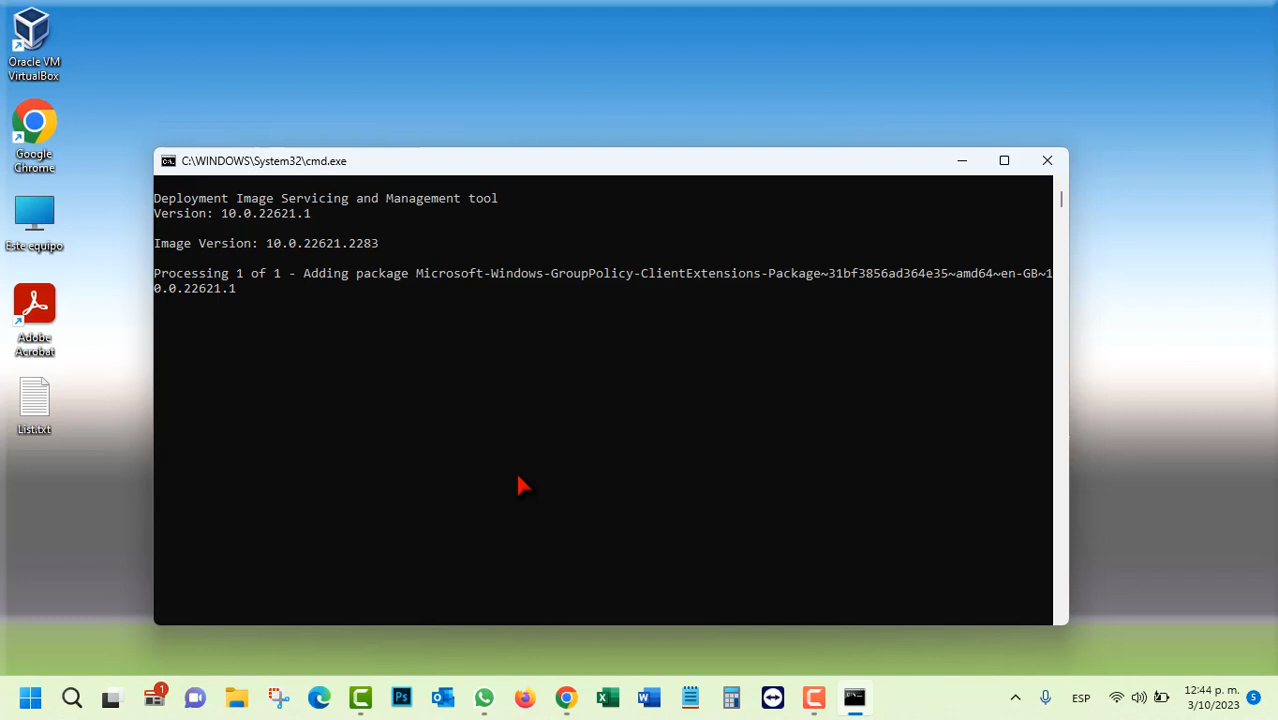 Oracle VM
VirtualBox
Google
Chrome
Este equipo
Adobe
Acrobat
List.txt
C:\WINDOWS\System32\cmd.exe
Deployment Image Servicing and Management tool
Version: 10.0.22621.1
Image Version: 10.0.22621.2283
Processing 1 of 1 - Adding package Microsoft-Windows-GroupPolicy-ClientExtensions-Package~31bf3856ad364e35~amd64~en-GB~1
0.0.22621.1
1
Ps
ESP
12:44 p. m.
3/10/2023
5